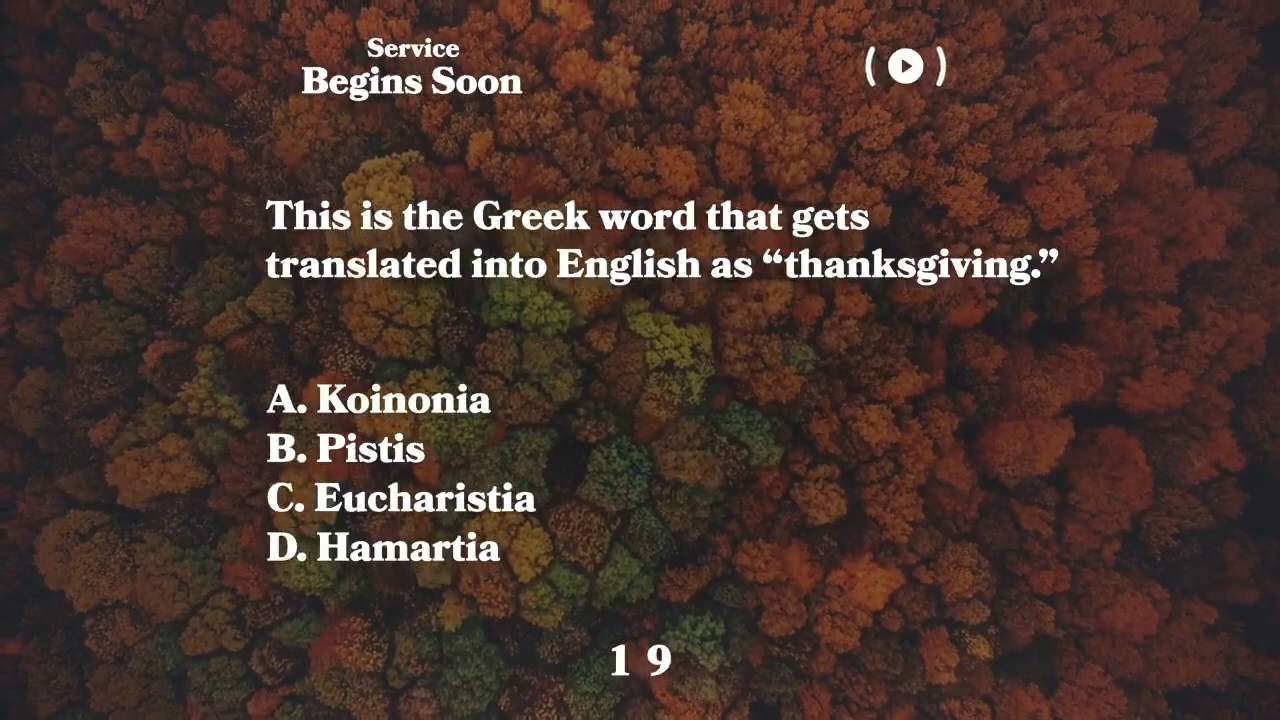 Service
Begins Soon
This is the Greek word that gets
translated into English as “thanksgiving.”
A. Koinonia
B. Pistis
C. Eucharistia
D. Hamartia
19